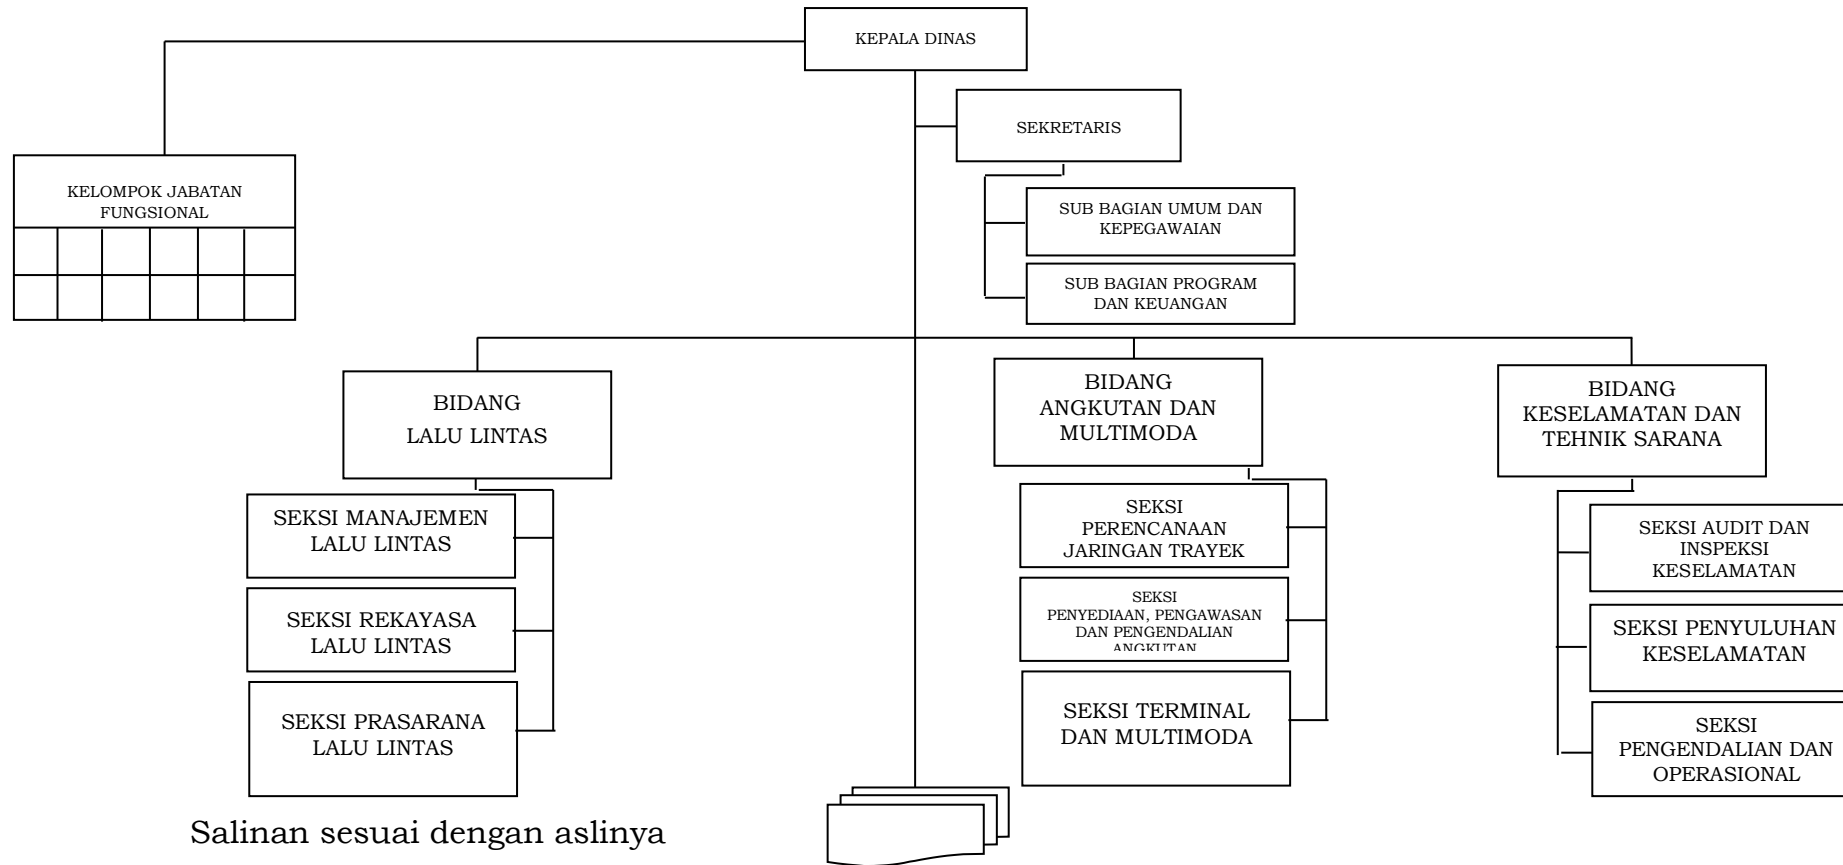 KEPALA DINAS
SEKRETARIS
KELOMPOK JABATAN
FUNGSIONAL
SUB BAGIAN UMUM DAN
KEPEGAWAIAN
SUB BAGIAN PROGRAM
DAN KEUANGAN
BIDANG
LALU LINTAS
BIDANG
ANGKUTAN DAN
MULTIMODA
BIDANG
KESELAMATAN DAN
TEHNIK SARANA
SEKSI MANAJEMEN
LALU LINTAS
SEKSI REKAYASA
LALU LINTAS
SEKSI PRASARANA
LALU LINTAS
SEKSI
PERENCANAAN
JARINGAN TRAYEK
SEKSI
PENYEDIAAN, PENGAWASAN
DAN PENGENDALIAN
ANGKUTAN
SEKSI TERMINAL
DAN MULTIMODA
SEKSI AUDIT DAN
INSPEKSI
KESELAMATAN
SEKSI PENYULUHAN
KESELAMATAN
SEKSI
PENGENDALIAN DAN
OPERASIONAL
Salinan sesuai dengan aslinya